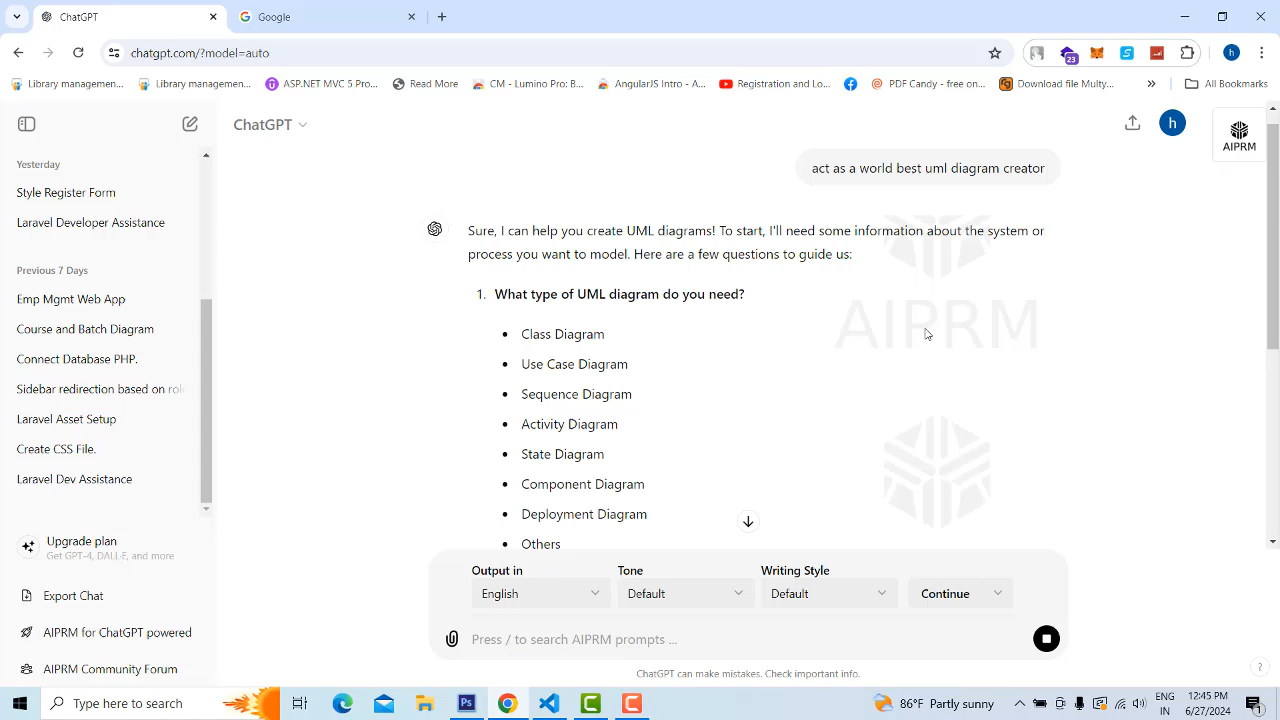 ChatGPT
Google
chatgpt.com/?model=auto
h
23
Library managemen...
Library managemen...
ASP.NET MVC 5 Pro...
Read More
CM - Lumino Pro B...
AngularJS Intro - A...
Registration and Lo...
PDF Candy - free on...
Download file Multy...
All Bookmarks
ChatGPT
h
AIPRM
Yesterday
Style Register Form
Laravel Developer Assistance
Previous 7 Days
Emp Mgmt Web App
Course and Batch Diagram
Connect Database PHP.
Sidebar redirection based on role
Laravel Asset Setup
Create CSS File.
Laravel Dev Assistance
Upgrade plan
Get GPT-4, DALL·E, and more
Export Chat
AIPRM for ChatGPT powered
AIPRM Community Forum
act as a world best uml diagram creator
Sure, I can help you create UML diagrams! To start, I'll need some information about the system or
process you want to model. Here are a few questions to guide us:
1. What type of UML diagram do you need?
• Class Diagram
• Use Case Diagram
• Sequence Diagram
• Activity Diagram
• State Diagram
• Component Diagram
• Deployment Diagram
• Others
AIPRM
Output in
Tone
Writing Style
English
Default
Default
Continue
Press / to search AIPRM prompts ...
ChatGPT can make mistakes. Check important info.
?
Type here to search
Ps
86°F Partly sunny
ENG
IN
12:45 PM
6/27/2024
1